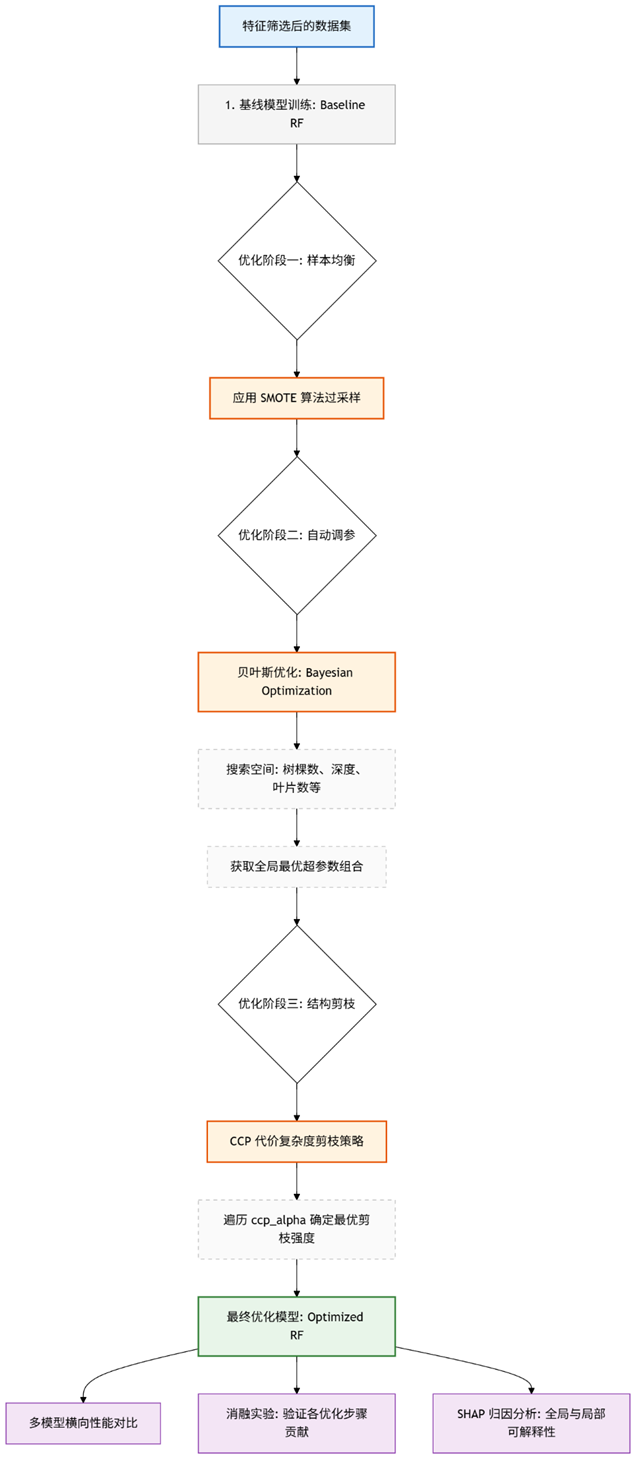 特征筛选后的数据集
1. 基线模型训练: Baseline
RF
优化阶段一: 样本均衡
应用 SMOTE 算法过采样
优化阶段二: 自动调参
贝叶斯优化: Bayesian
Optimization
搜索空间: 树棵数、深度、
叶片数等
获取全局最优超参数组合
优化阶段三: 结构剪枝
CCP 代价复杂度剪枝策略
遍历 ccp_alpha 确定最优剪
枝强度
最终优化模型: Optimized
RF
多模型横向性能对比
消融实验: 验证各优化步骤
贡献
SHAP 归因分析: 全局与局部
可解释性